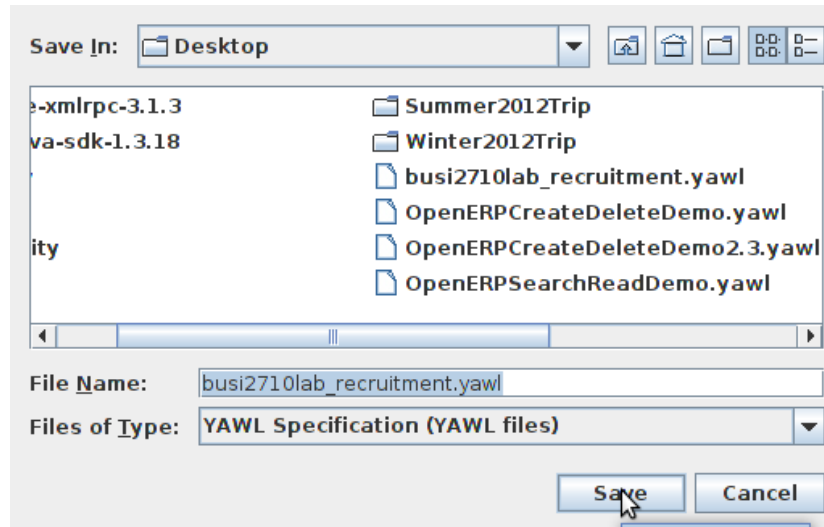 Save In: Desktop
e-xmlrpc-3.1.3
va-sdk-1.3.18
ity
Summer2012Trip
Winter2012Trip
busi2710lab_recruitment.yawl
OpenERPCreateDeleteDemo.yawl
OpenERPCreateDeleteDemo2.3.yawl
OpenERPSearchReadDemo.yawl
File Name: busi2710lab_recruitment.yawl
Files of Type: YAWL Specification (YAWL files)
Save Cancel